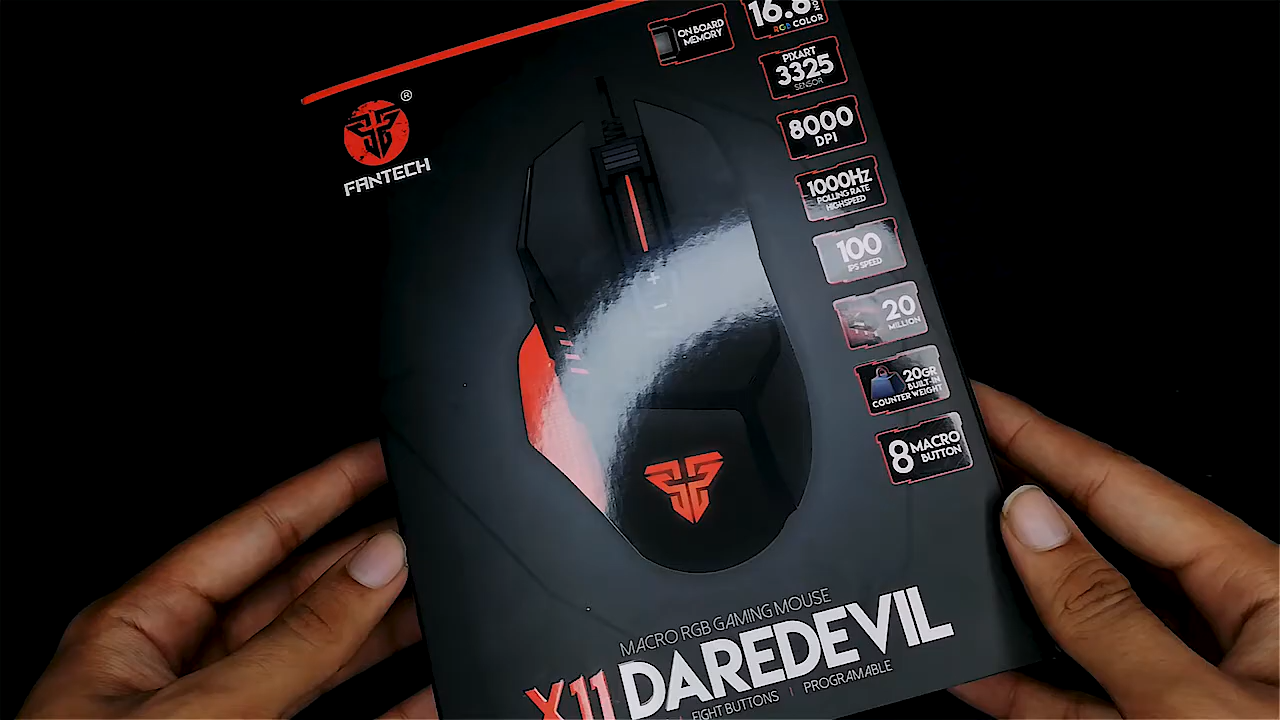 ON BOARD
MEMORY
16.8
RGB COLOR
®
FANTECH
PIXART
3325
SENSOR
8000
DPI
1000Hz
POLLING RATE
HIGHSPEED
100
IPS SPEED
20
MILLION
20GR
BUILT-IN
COUNTER WEIGHT
8 MACRO
BUTTON
MACRO RGB GAMING MOUSE
X11 DAREDEVIL
EIGHT BUTTONS | PROGRAMABLE